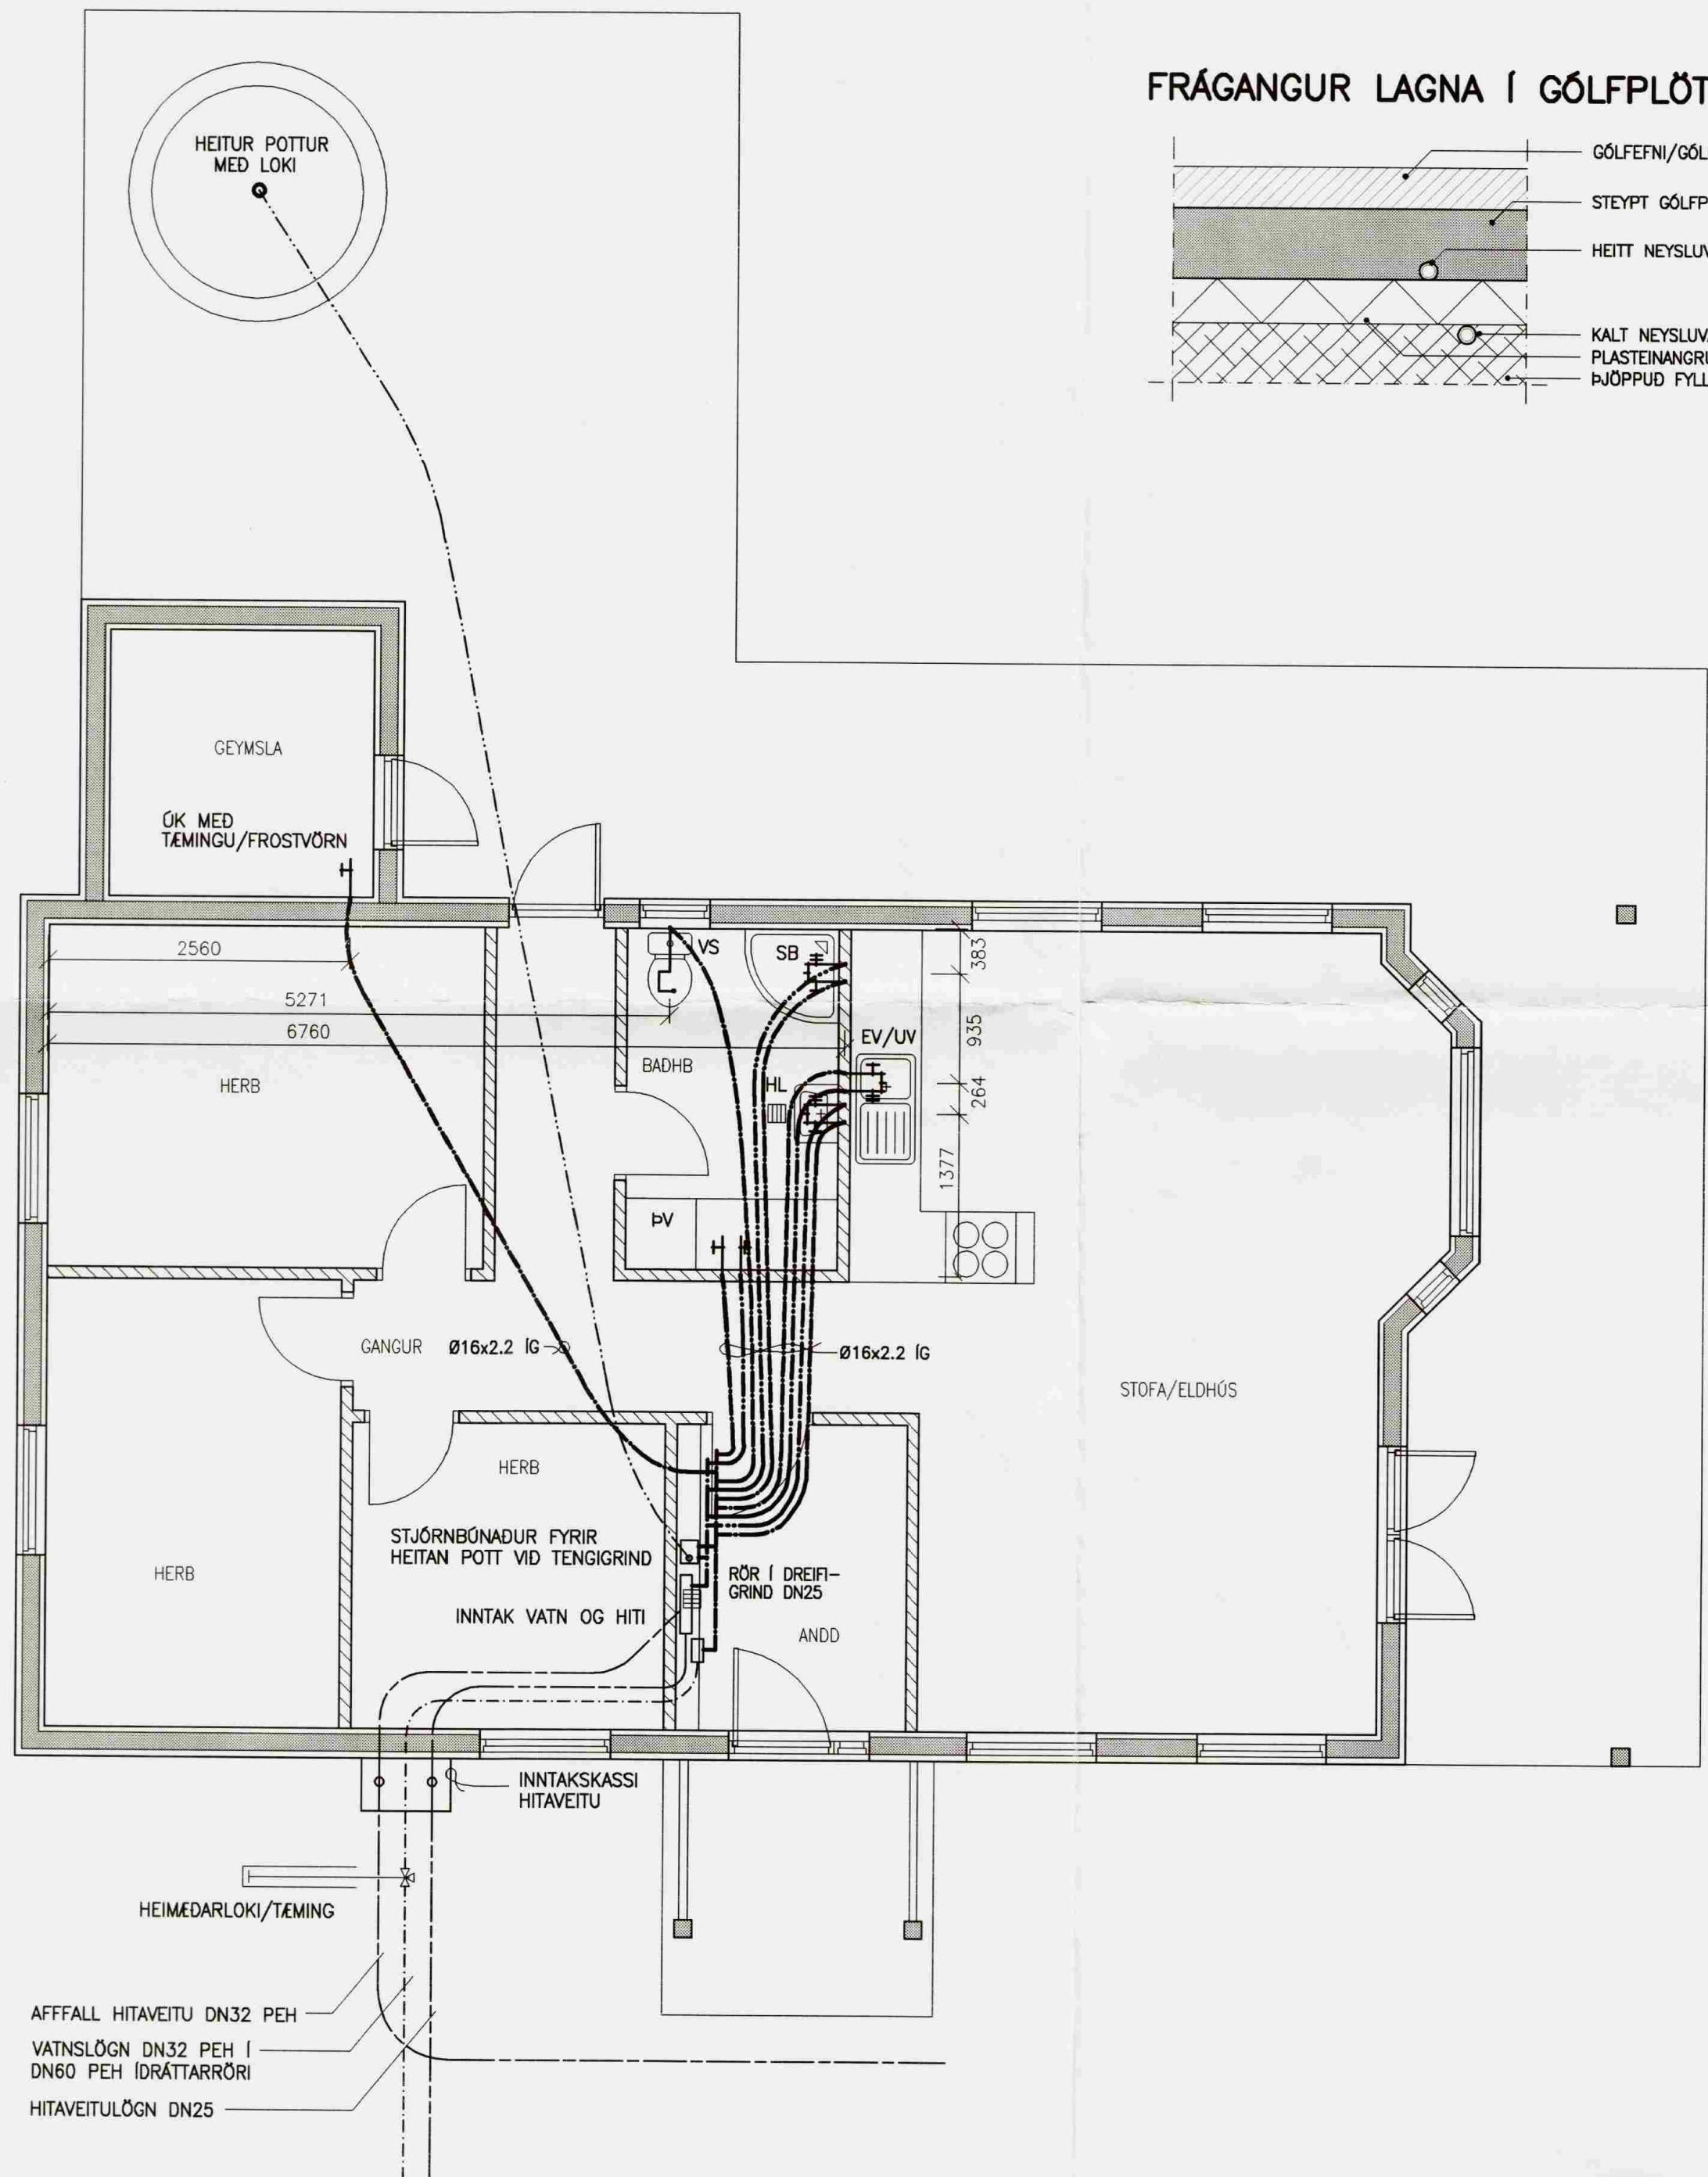 FRÁGANGUR LAGNA Í GÓLFPLÖT
GÓLFEFNI/GÓL
STEYPT GÓLFP
HEITT NEYSLUV
KALT NEYSLUV
PLASTEINANGRU
ÞJÖPPUÐ FYLL
HEITUR POTTUR
MEÐ LOKI
GEYMSLA
ÚK MEÐ
TÆMINGU/FROSTVÖRN
2560
5271
6760
VS
SB
383
935
264
1377
EV/UV
BAÐHB
HL
HERB
ÞV
GANGUR
Ø16x2.2 ÍG
Ø16x2.2 ÍG
STOFA/ELDHÚS
HERB
STJÓRNBÚNAÐUR FYRIR
HEITAN POTT VIÐ TENGIGRIND
HERB
RÖR Í DREIFI-
GRIND DN25
INNTAK VATN OG HITI
ANDD
INNTAKSKASSI
HITAVEITU
HEIMÆÐARLOKI/TÆMING
AFFFALL HITAVEITU DN32 PEH
VATNSLÖGN DN32 PEH Í
DN60 PEH ÍDRÁTTARRÖRI
HITAVEITULÖGN DN25